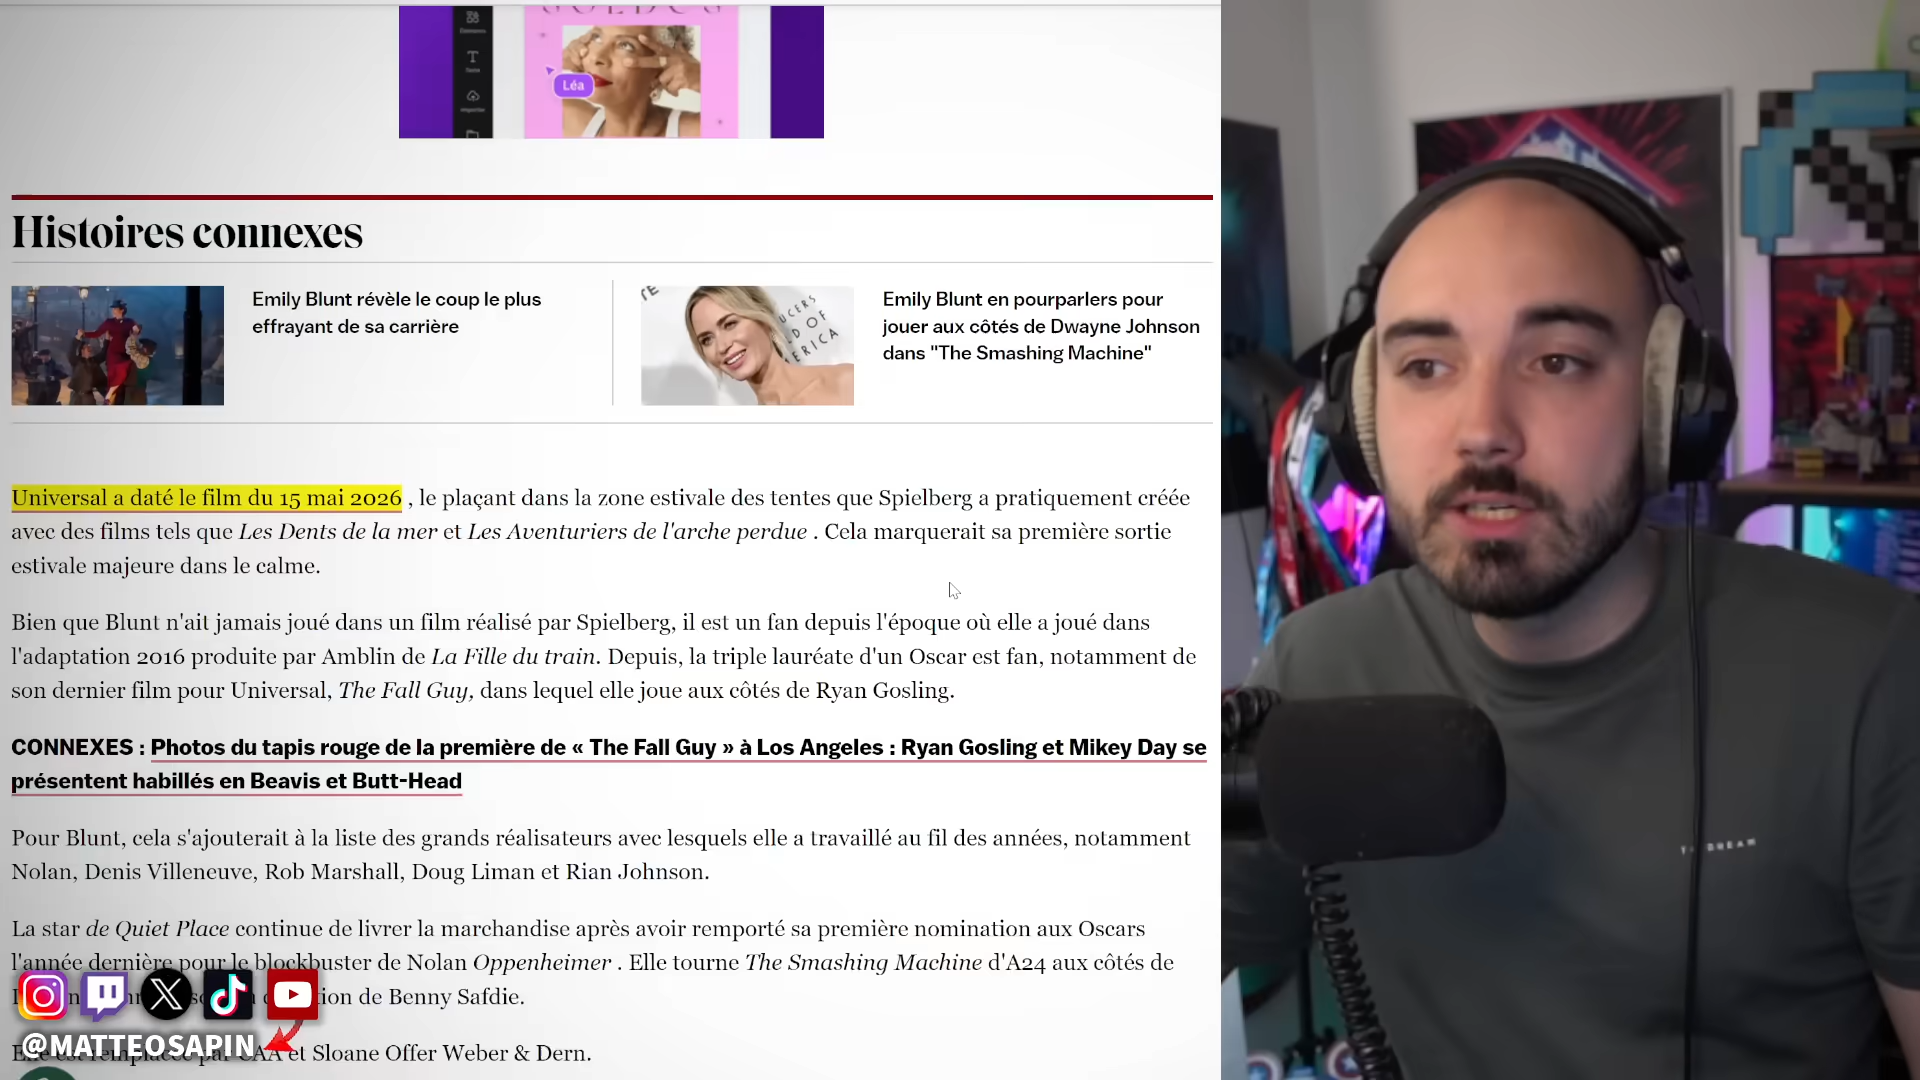 SOLDES
Éléments
Texte
Importer
Léa
Histoires connexes
Emily Blunt révèle le coup le plus
effrayant de sa carrière
UCERS
LD OF
MERICA
Emily Blunt en pourparlers pour
jouer aux côtés de Dwayne Johnson
dans "The Smashing Machine"
Universal a daté le film du 15 mai 2026 , le plaçant dans la zone estivale des tentes que Spielberg a pratiquement créée
avec des films tels que Les Dents de la mer et Les Aventuriers de l'arche perdue . Cela marquerait sa première sortie
estivale majeure dans le calme.
Bien que Blunt n'ait jamais joué dans un film réalisé par Spielberg, il est un fan depuis l'époque où elle a joué dans
l'adaptation 2016 produite par Amblin de La Fille du train. Depuis, la triple lauréate d'un Oscar est fan, notamment de
son dernier film pour Universal, The Fall Guy, dans lequel elle joue aux côtés de Ryan Gosling.
CONNEXES : Photos du tapis rouge de la première de « The Fall Guy » à Los Angeles : Ryan Gosling et Mikey Day se
présentent habillés en Beavis et Butt-Head
Pour Blunt, cela s'ajouterait à la liste des grands réalisateurs avec lesquels elle a travaillé au fil des années, notamment
Nolan, Denis Villeneuve, Rob Marshall, Doug Liman et Rian Johnson.
La star de Quiet Place continue de livrer la marchandise après avoir remporté sa première nomination aux Oscars
l'année dernière pour le blockbuster de Nolan Oppenheimer . Elle tourne The Smashing Machine d'A24 aux côtés de
de Benny Safdie.
@MATTEOSAPIN
CAA et Sloane Offer Weber & Dern.
DREAM